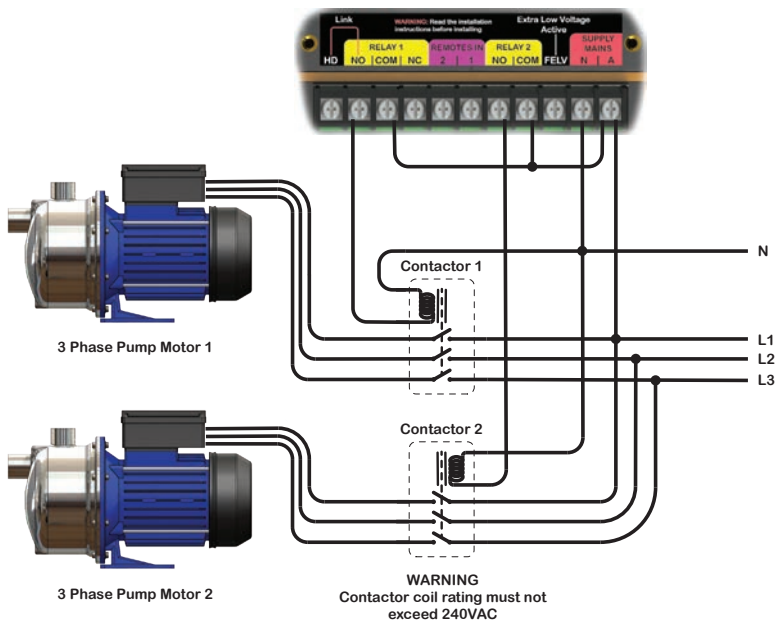 Link
WARNING: Read the installation
instructions before installing
Extra Low Voltage
Active
HD
RELAY 1
NO | COM | NC
REMOTES IN
2 | 1
RELAY 2
NO | COM
FELV
SUPPLY
MAINS
N | A
N
Contactor 1
L1
L2
L3
3 Phase Pump Motor 1
Contactor 2
3 Phase Pump Motor 2
WARNING
Contactor coil rating must not
exceed 240VAC